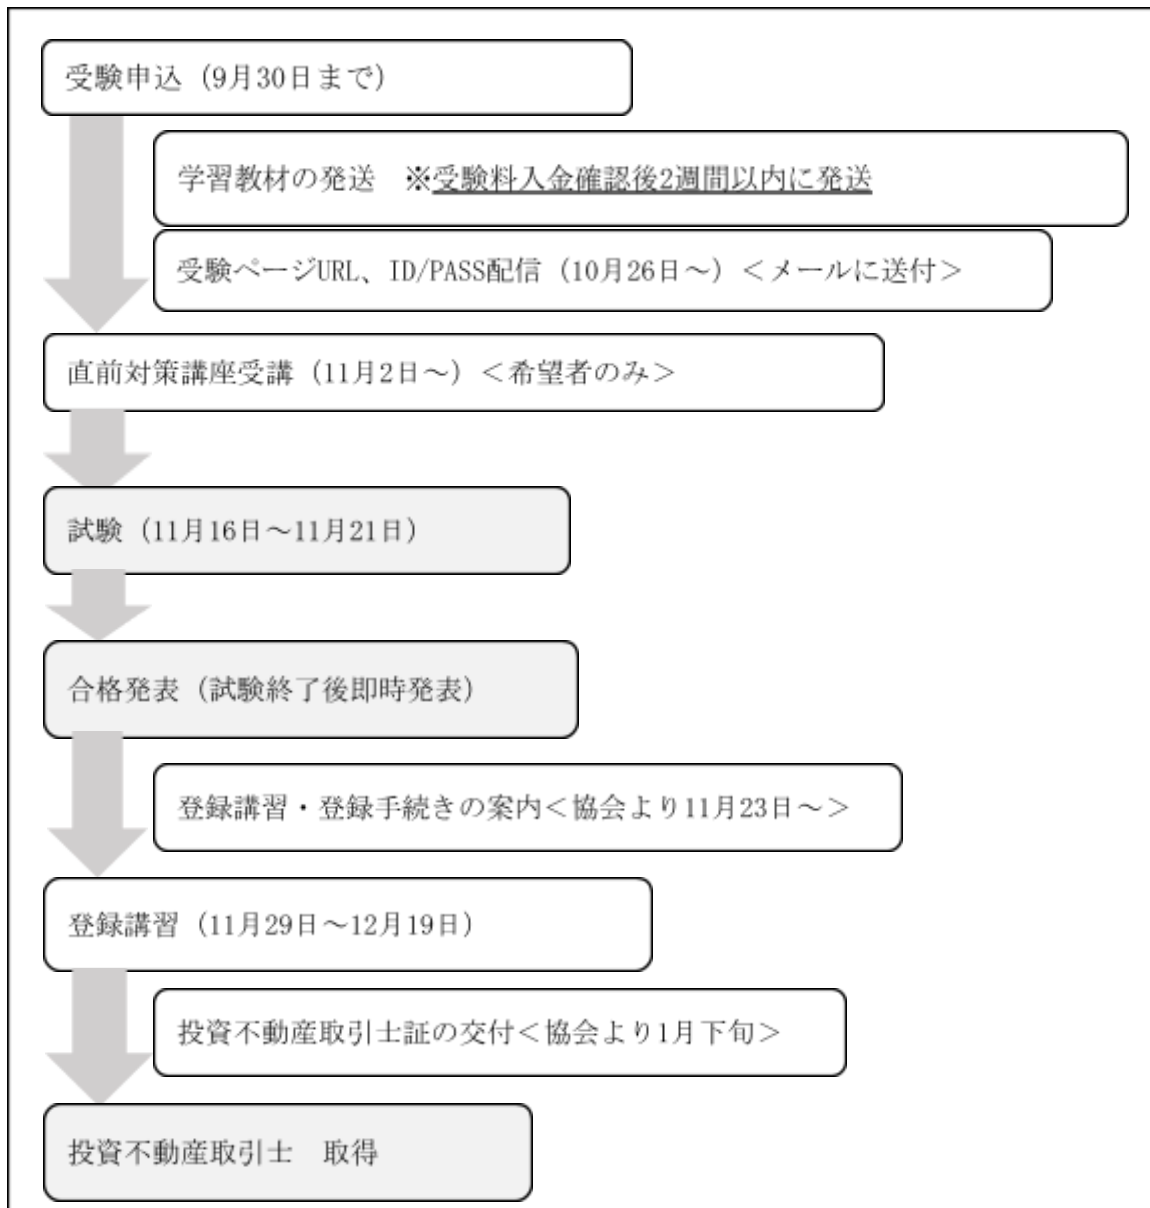 受験申込（9月30日まで）
学習教材の発送　※受験料入金確認後2週間以内に発送
受験ページURL、ID/PASS配信（10月26日～）＜メールに送付＞
直前対策講座受講（11月2日～）＜希望者のみ＞
試験（11月16日～11月21日）
合格発表（試験終了後即時発表）
登録講習・登録手続きの案内＜協会より11月23日～＞
登録講習（11月29日～12月19日）
投資不動産取引士証の交付＜協会より1月下旬＞
投資不動産取引士　取得